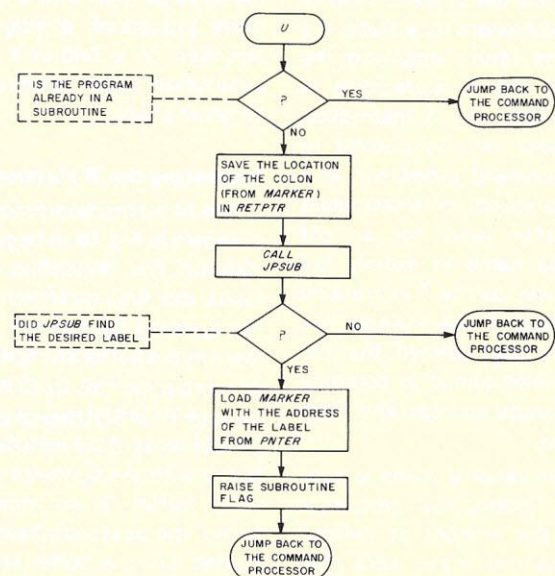 U
IS THE PROGRAM
ALREADY IN A
SUBROUTINE
?
YES
JUMP BACK TO
THE COMMAND
PROCESSOR
NO
SAVE THE LOCATION
OF THE COLON
(FROM MARKER)
IN RETPTR
CALL
JPSUB
DID JPSUB FIND
THE DESIRED LABEL
?
NO
JUMP BACK TO
THE COMMAND
PROCESSOR
YES
LOAD MARKER
WITH THE ADDRESS
OF THE LABEL
FROM PNTER
RAISE SUBROUTINE
FLAG
JUMP BACK TO
THE COMMAND
PROCESSOR